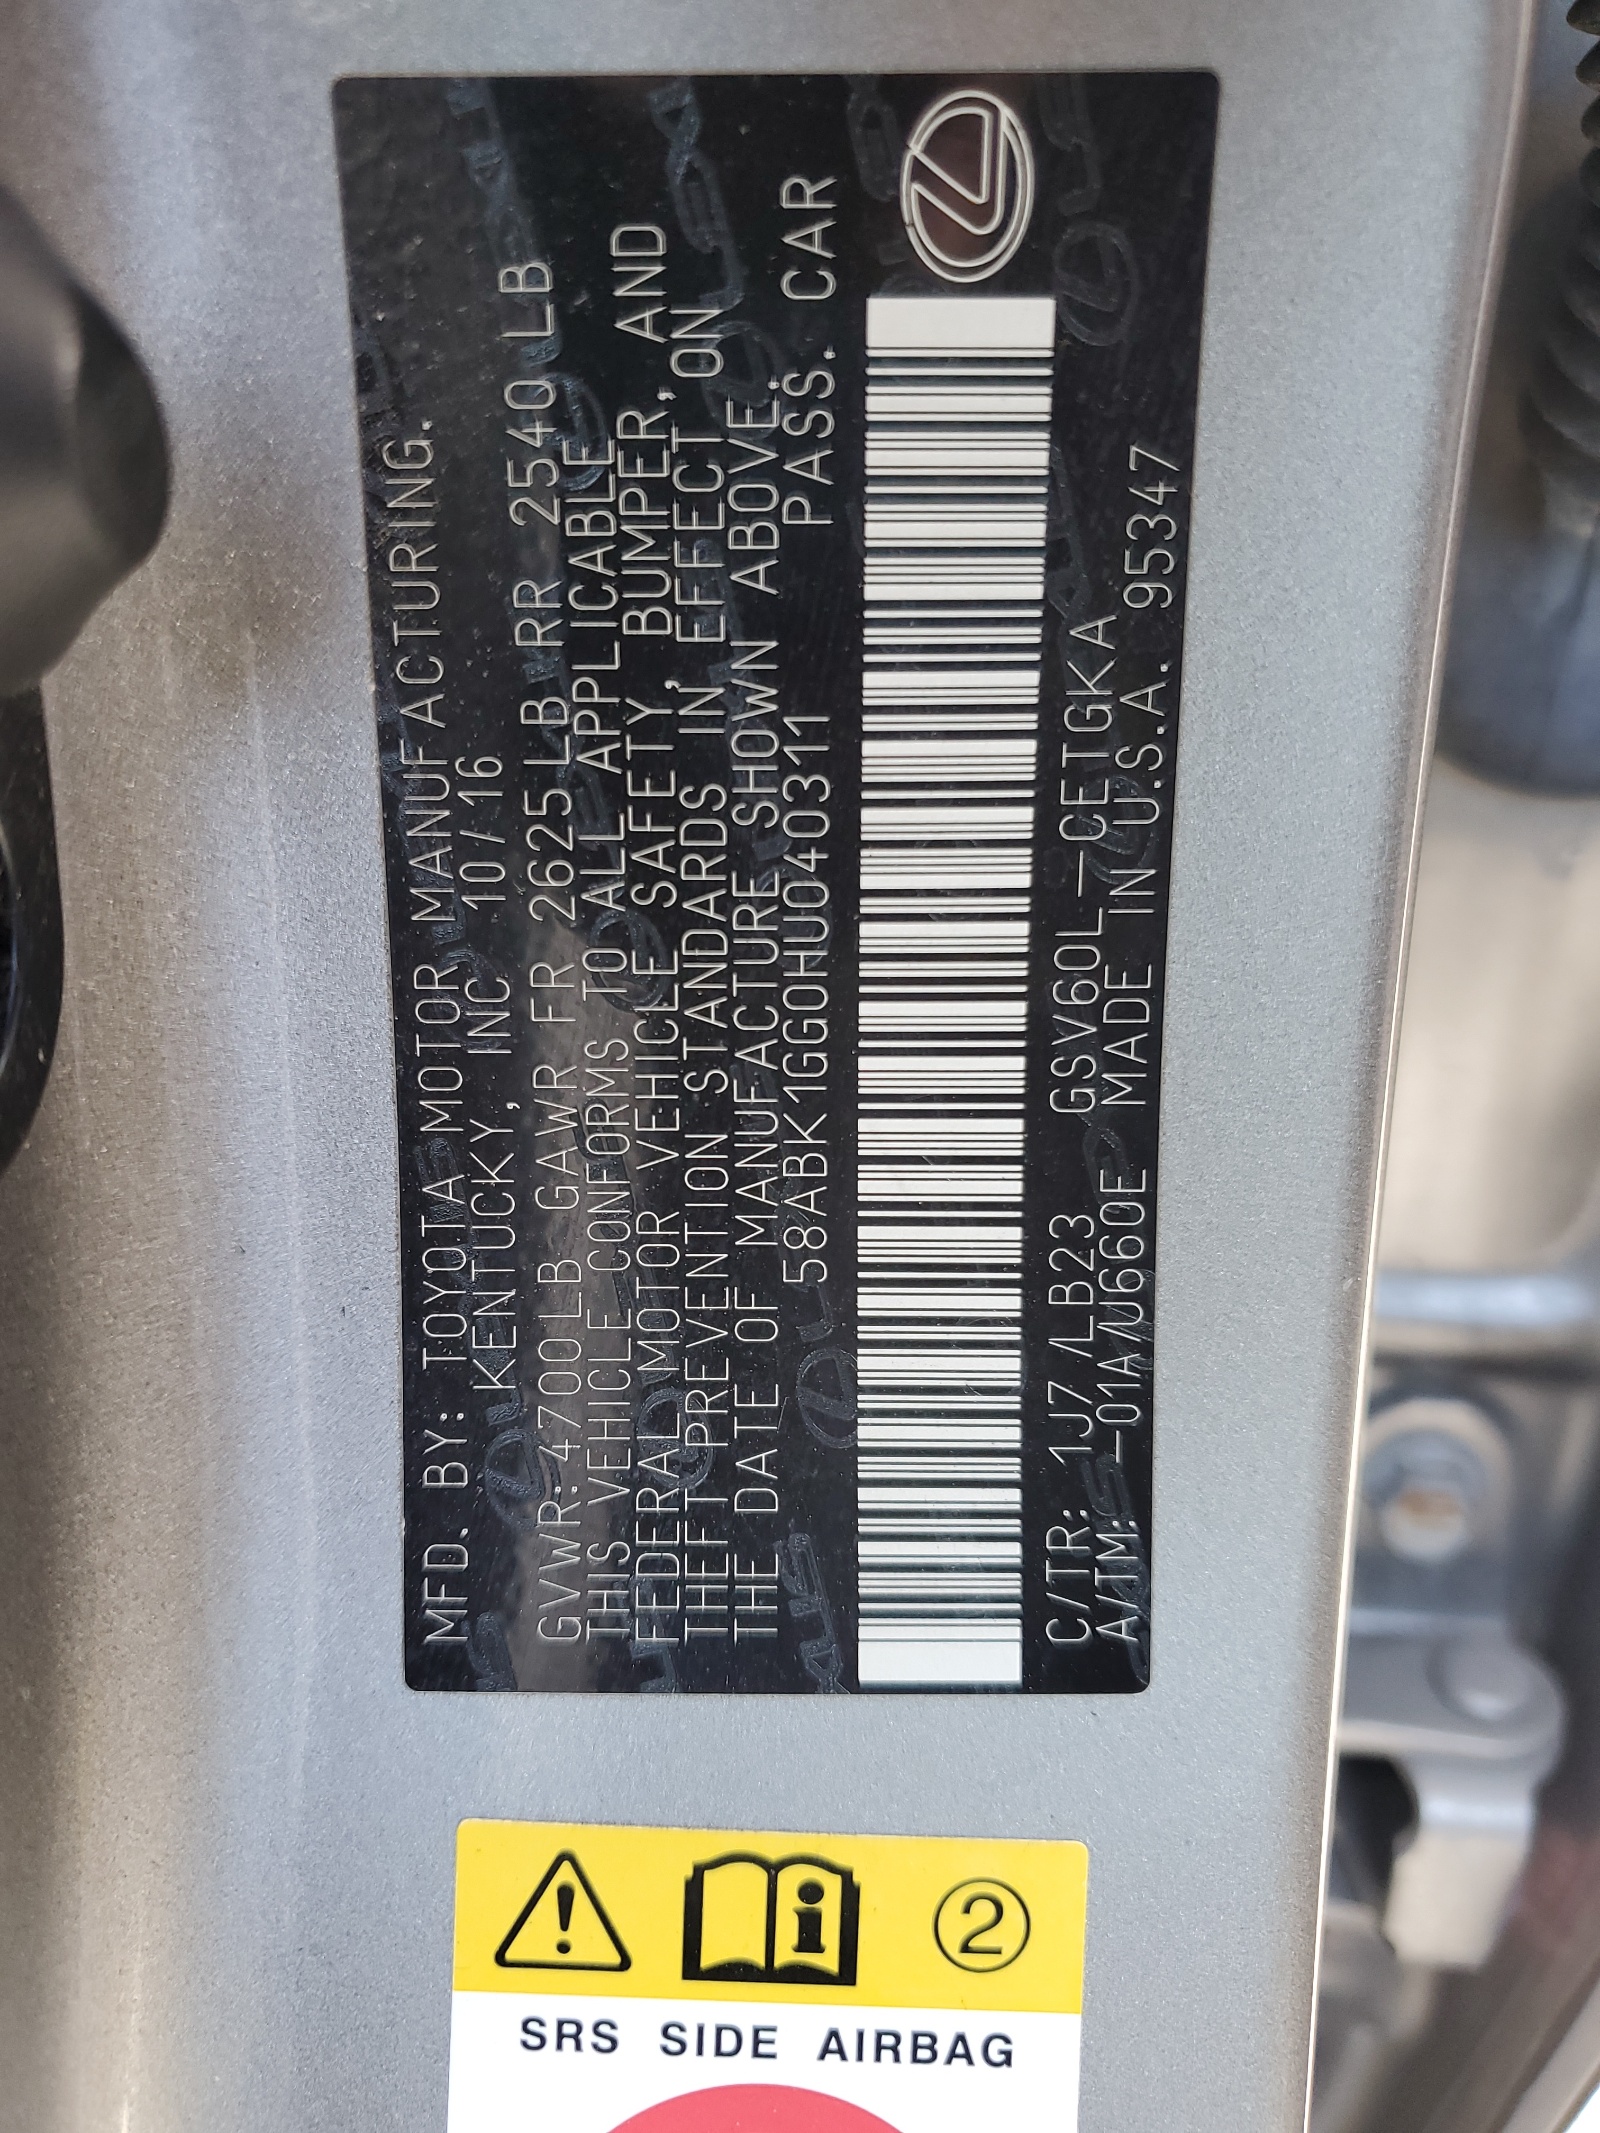 MFD. BY: TOYOTA MOTOR MANUFACTURING.
KENTUCKY, INC 10/16
GVWR:4700LB GAWR FR 2625LB RR 2540LB
THIS VEHICLE CONFORMS TO ALL APPLICABLE
FEDERAL MOTOR VEHICLE SAFETY, BUMPER, AND
THEFT PREVENTION STANDARDS IN EFFECT ON
THE DATE OF MANUFACTURE SHOWN ABOVE.
58ABK1GG0HU040311 PASS. CAR
C/TR: 1J7/LB23 GSV60L-CETGKA
A/TM: -01A/U660E MADE IN U.S.A. 95347
2
SRS SIDE AIRBAG